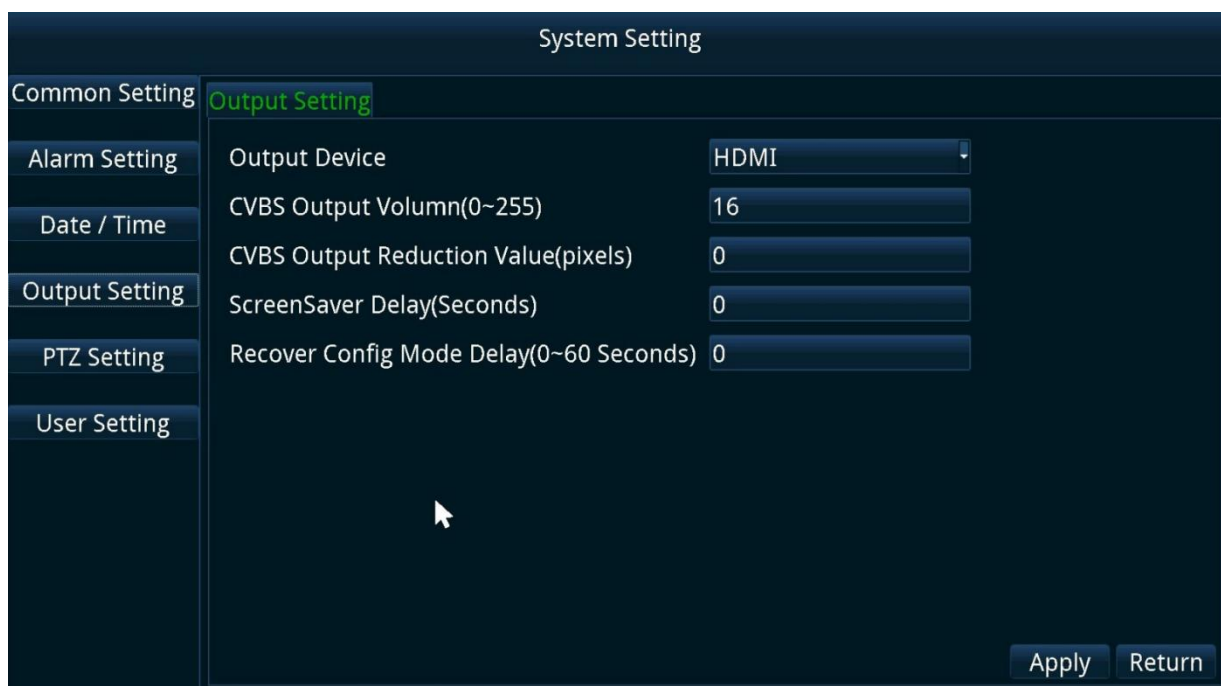 System Setting
Common Setting
Alarm Setting
Date / Time
Output Setting
PTZ Setting
User Setting
Output Setting
Output Device HDMI
CVBS Output Volumn(0~255) 16
CVBS Output Reduction Value(pixels) 0
ScreenSaver Delay(Seconds) 0
Recover Config Mode Delay(0~60 Seconds) 0
Apply Return